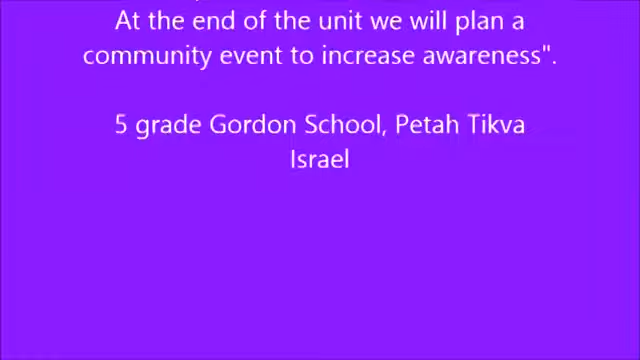 At the end of the unit we will plan a
community event to increase awareness".
5 grade Gordon School, Petah Tikva
Israel